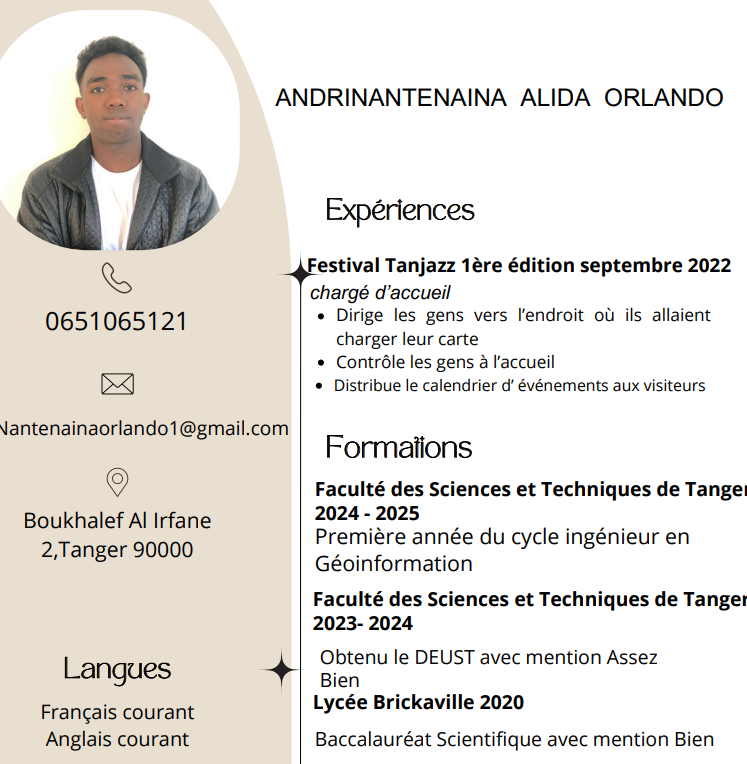 ANDRINANTENAINA ALIDA ORLANDO
0651065121
Nantenainaorlando1@gmail.com
Boukhalef Al Irfane
2,Tanger 90000
Langues
Français courant
Anglais courant
Expériences
Festival Tanjazz 1ère édition septembre 2022
chargé d’accueil
• Dirige les gens vers l’endroit où ils allaient
charger leur carte
• Contrôle les gens à l’accueil
• Distribue le calendrier d’ événements aux visiteurs
Formations
Faculté des Sciences et Techniques de Tanger
2024 - 2025
Première année du cycle ingénieur en
Géoinformation
Faculté des Sciences et Techniques de Tanger
2023- 2024
Obtenu le DEUST avec mention Assez
Bien
Lycée Brickaville 2020
Baccalauréat Scientifique avec mention Bien